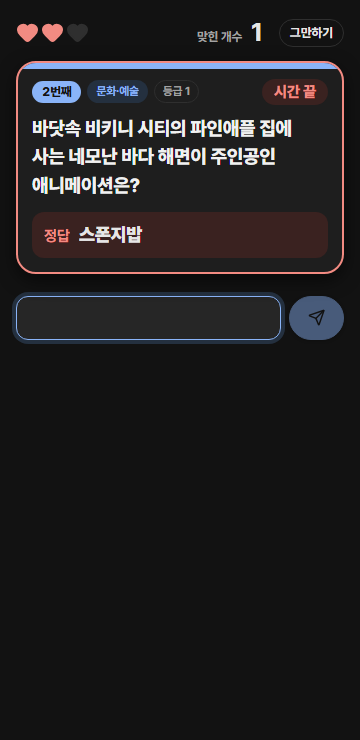 맞힌 개수 1 그만하기
2번째 문화·예술 등급 1 시간 끝
바닷속 비키니 시티의 파인애플 집에
사는 네모난 바다 해면이 주인공인
애니메이션은?
정답 스폰지밥